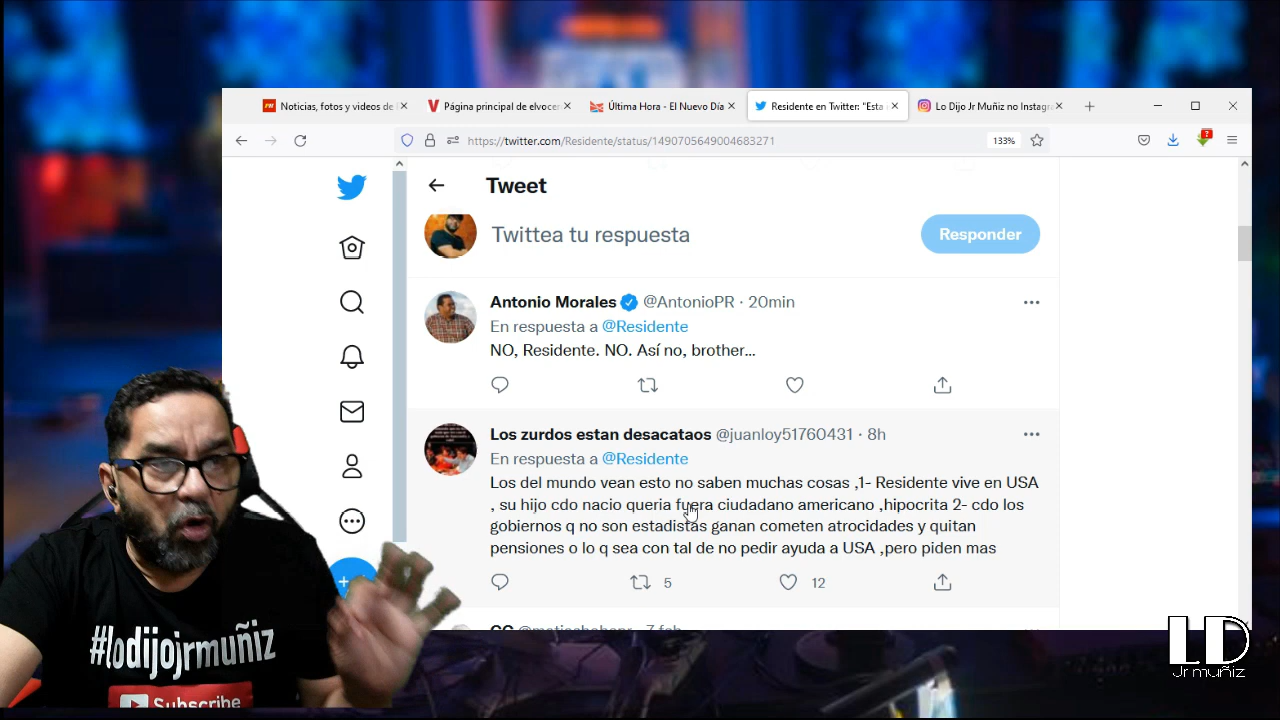 Noticias, fotos y videos de
Página principal de elvocer
Última Hora - El Nuevo Día
Residente en Twitter: "Esta
Lo Dijo Jr Muñiz no Instagra
https://twitter.com/Residente/status/1490705649004683271
133%
Tweet
Twittea tu respuesta
Responder
Antonio Morales @AntonioPR · 20min
En respuesta a @Residente
NO, Residente. NO. Así no, brother...
Los zurdos estan desacataos @juanloy51760431 · 8h
En respuesta a @Residente
Los del mundo vean esto no saben muchas cosas ,1- Residente vive en USA
, su hijo cdo nacio queria fuera ciudadano americano ,hipocrita 2- cdo los
gobiernos q no son estadistas ganan cometen atrocidades y quitan
pensiones o lo q sea con tal de no pedir ayuda a USA ,pero piden mas
5
12
#lodijojrmuñiz
Subscribe
LD
Jr muñiz